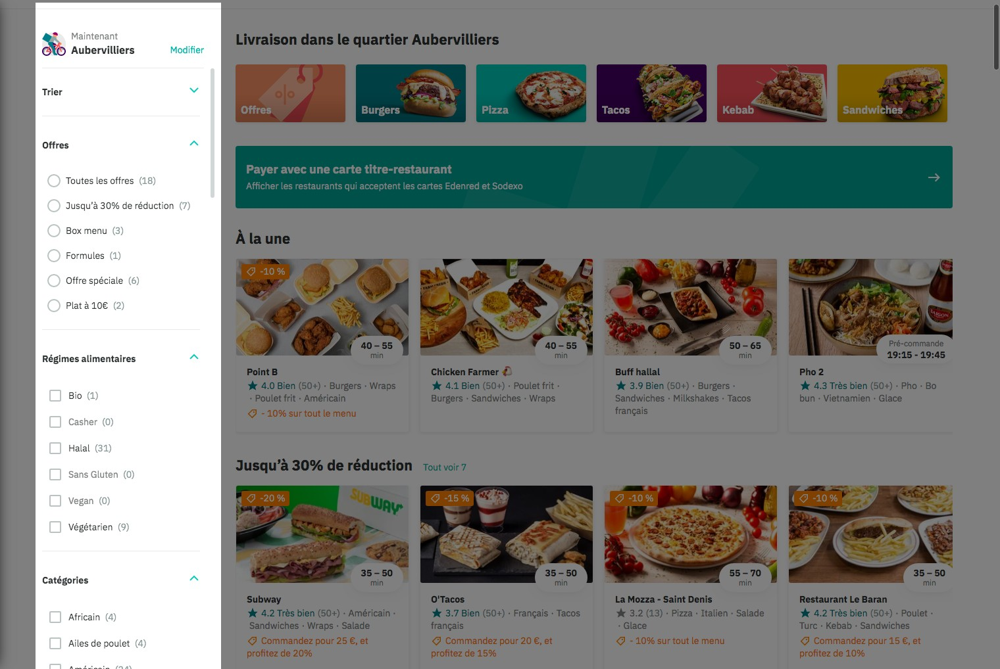 Maintenant
Aubervilliers
Modifier
Trier
Offres
Toutes les offres (18)
Jusqu’à 30% de réduction (7)
Box menu (3)
Formules (1)
Offre spéciale (6)
Plat à 10€ (2)
Régimes alimentaires
Bio (1)
Casher (0)
Halal (31)
Sans Gluten (0)
Vegan (0)
Végétarien (9)
Catégories
Africain (4)
Ailes de poulet (4)
Américain (24)
Livraison dans le quartier Aubervilliers
Offres
Burgers
Pizza
Tacos
Kebab
Sandwiches
Payer avec une carte titre-restaurant
Afficher les restaurants qui acceptent les cartes Edenred et Sodexo
À la une
-10 %
40 – 55
min
Point B
4.0 Bien (50+) · Burgers · Wraps
· Poulet frit · Américain
- 10% sur tout le menu
40 – 55
min
Chicken Farmer
4.1 Bien (50+) · Poulet frit ·
Burgers · Sandwiches · Wraps
50 – 65
min
Buff hallal
3.9 Bien (50+) · Burgers ·
Sandwiches · Milkshakes · Tacos
français
SAIGON
Pré-commande
19:15 - 19:45
Pho 2
4.3 Très bien (50+) · Pho · Bo
bun · Vietnamien · Glace
Jusqu’à 30% de réduction
Tout voir 7
-20 %
SUBWAY
35 – 50
min
Subway
4.2 Très bien (50+) · Américain ·
Sandwiches · Wraps · Salade
Commandez pour 25 €, et
profitez de 20%
-15 %
35 – 50
min
O'Tacos
3.7 Bien (50+) · Français · Tacos
français
Commandez pour 20 €, et
profitez de 15%
-10 %
55 – 70
min
La Mozza - Saint Denis
3.2 (13) · Pizza · Italien · Salade
· Glace
- 10% sur tout le menu
-10 %
35 – 50
min
Restaurant Le Baran
4.2 Très bien (50+) · Poulet ·
Turc · Kebab · Sandwiches
Commandez pour 15 €, et
profitez de 10%